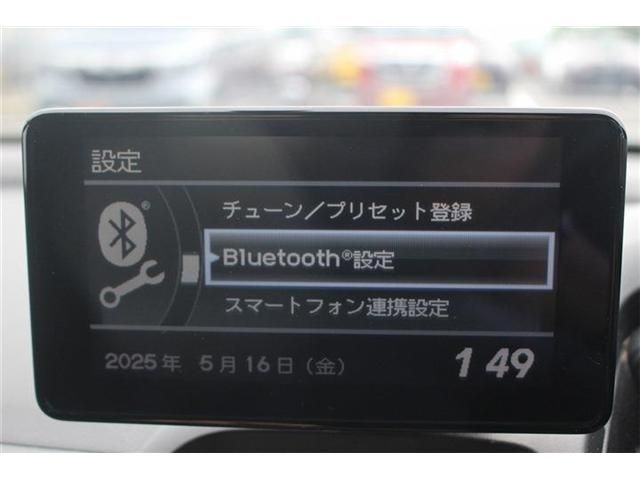 設定
チューン／プリセット登録
Bluetooth®設定
スマートフォン連携設定
2025年 5月16日（金） 1 49